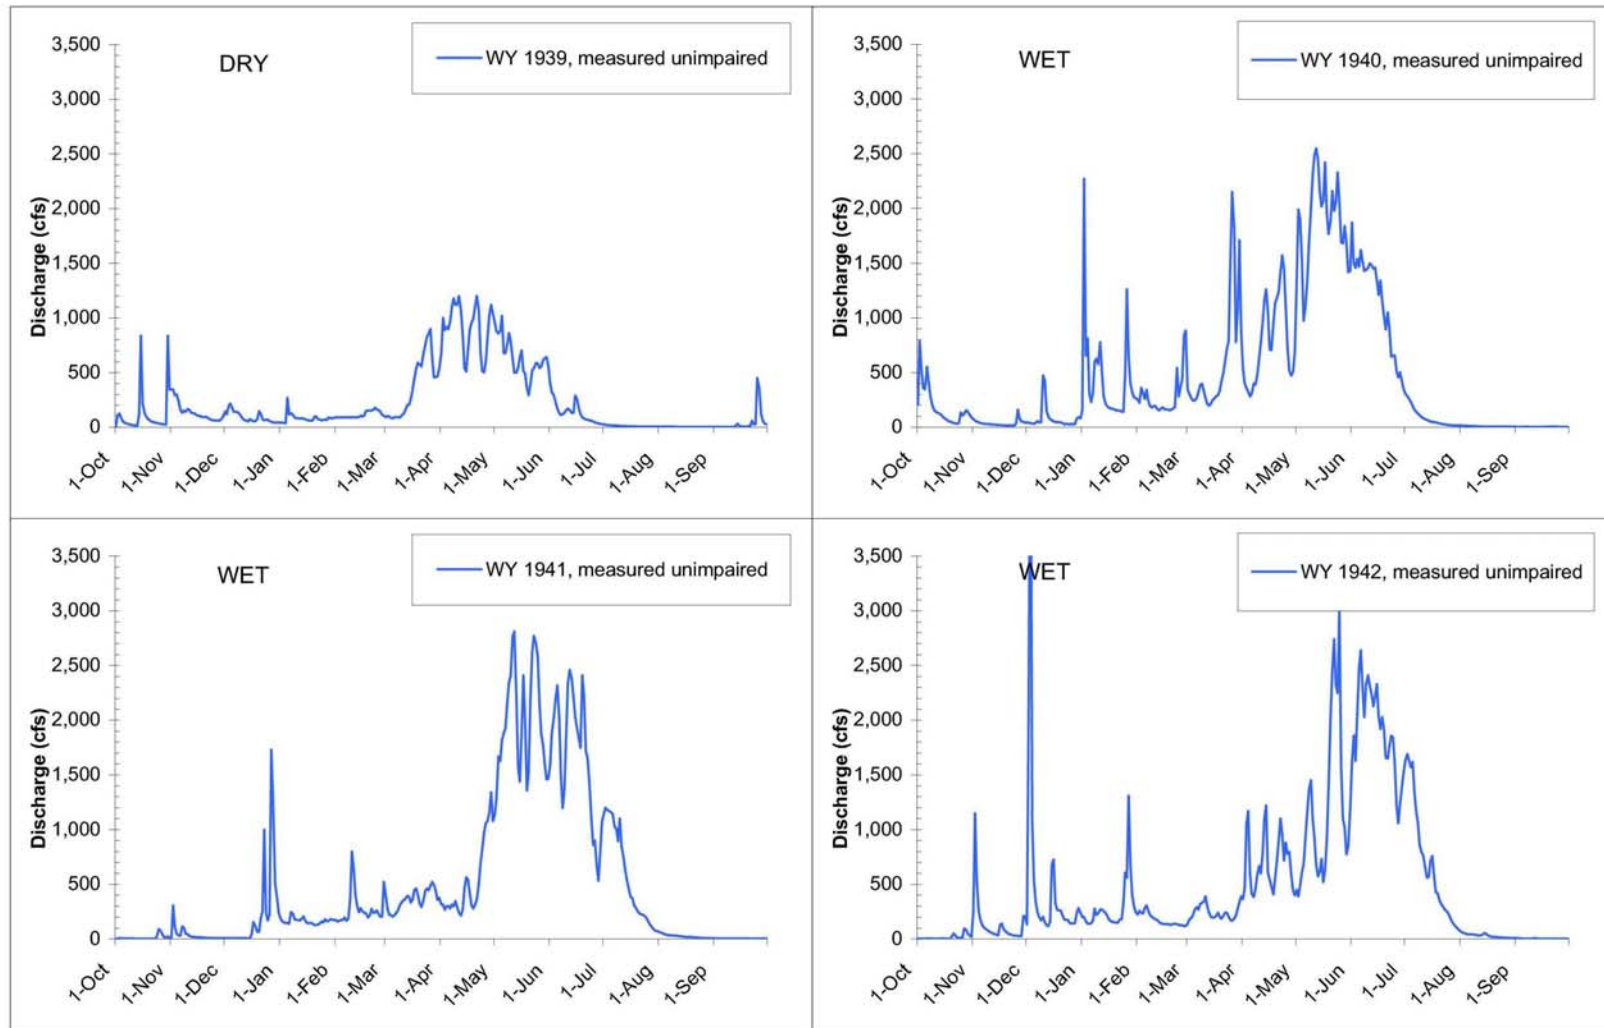 DRY
WY 1939, measured unimpaired
Discharge (cfs)
3,500
3,000
2,500
2,000
1,500
1,000
500
0
1-Oct
1-Nov
1-Dec
1-Jan
1-Feb
1-Mar
1-Apr
1-May
1-Jun
1-Jul
1-Aug
1-Sep
WET
WY 1940, measured unimpaired
Discharge (cfs)
3,500
3,000
2,500
2,000
1,500
1,000
500
0
1-Oct
1-Nov
1-Dec
1-Jan
1-Feb
1-Mar
1-Apr
1-May
1-Jun
1-Jul
1-Aug
1-Sep
WET
WY 1941, measured unimpaired
Discharge (cfs)
3,500
3,000
2,500
2,000
1,500
1,000
500
0
1-Oct
1-Nov
1-Dec
1-Jan
1-Feb
1-Mar
1-Apr
1-May
1-Jun
1-Jul
1-Aug
1-Sep
WET
WY 1942, measured unimpaired
Discharge (cfs)
3,500
3,000
2,500
2,000
1,500
1,000
500
0
1-Oct
1-Nov
1-Dec
1-Jan
1-Feb
1-Mar
1-Apr
1-May
1-Jun
1-Jul
1-Aug
1-Sep